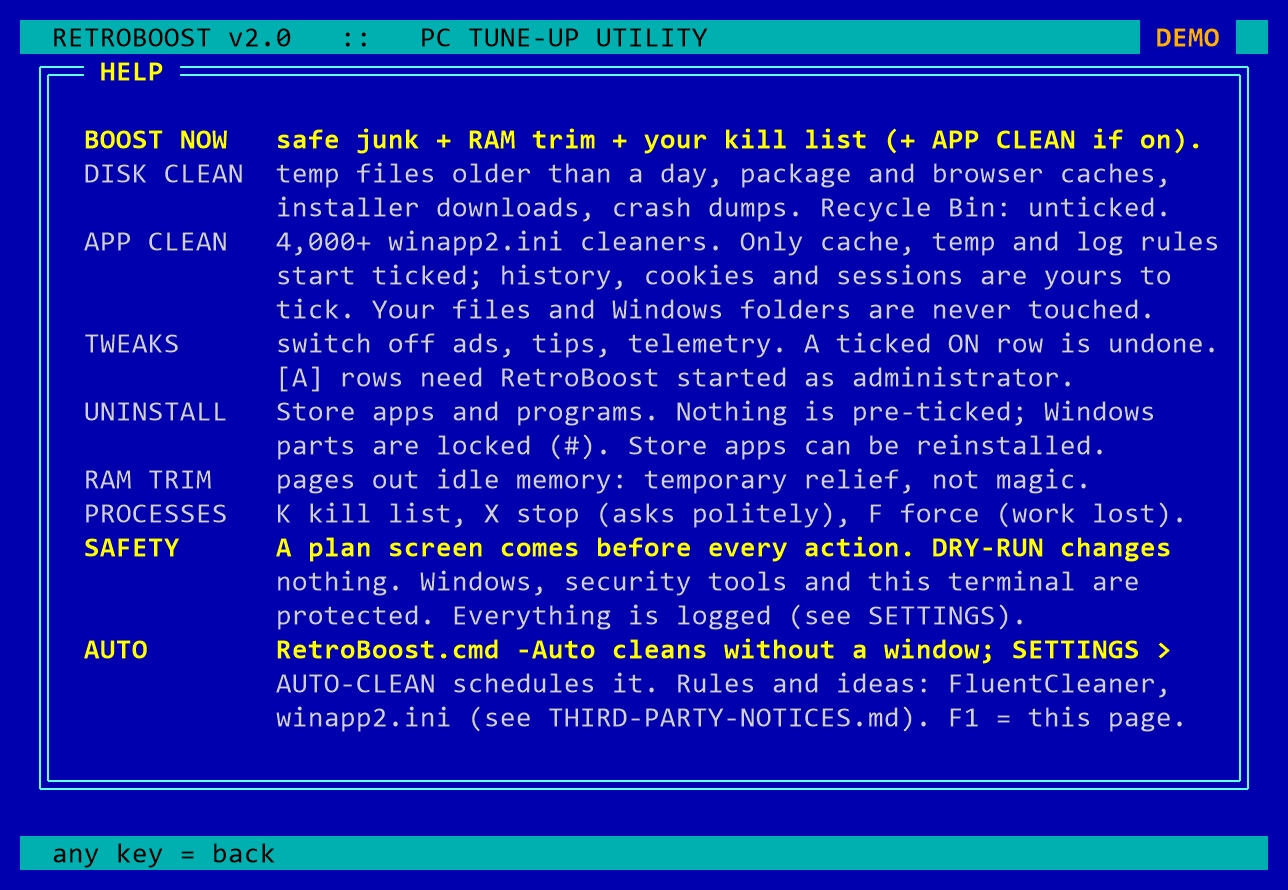 RETROBOOST v2.0 :: PC TUNE-UP UTILITY DEMO
HELP
BOOST NOW safe junk + RAM trim + your kill list (+ APP CLEAN if on).
DISK CLEAN temp files older than a day, package and browser caches,
installer downloads, crash dumps. Recycle Bin: unticked.
APP CLEAN 4,000+ winapp2.ini cleaners. Only cache, temp and log rules
start ticked; history, cookies and sessions are yours to
tick. Your files and Windows folders are never touched.
TWEAKS switch off ads, tips, telemetry. A ticked ON row is undone.
[A] rows need RetroBoost started as administrator.
UNINSTALL Store apps and programs. Nothing is pre-ticked; Windows
parts are locked (#). Store apps can be reinstalled.
RAM TRIM pages out idle memory: temporary relief, not magic.
PROCESSES K kill list, X stop (asks politely), F force (work lost).
SAFETY A plan screen comes before every action. DRY-RUN changes
nothing. Windows, security tools and this terminal are
protected. Everything is logged (see SETTINGS).
AUTO RetroBoost.cmd -Auto cleans without a window; SETTINGS >
AUTO-CLEAN schedules it. Rules and ideas: FluentCleaner,
winapp2.ini (see THIRD-PARTY-NOTICES.md). F1 = this page.
any key = back